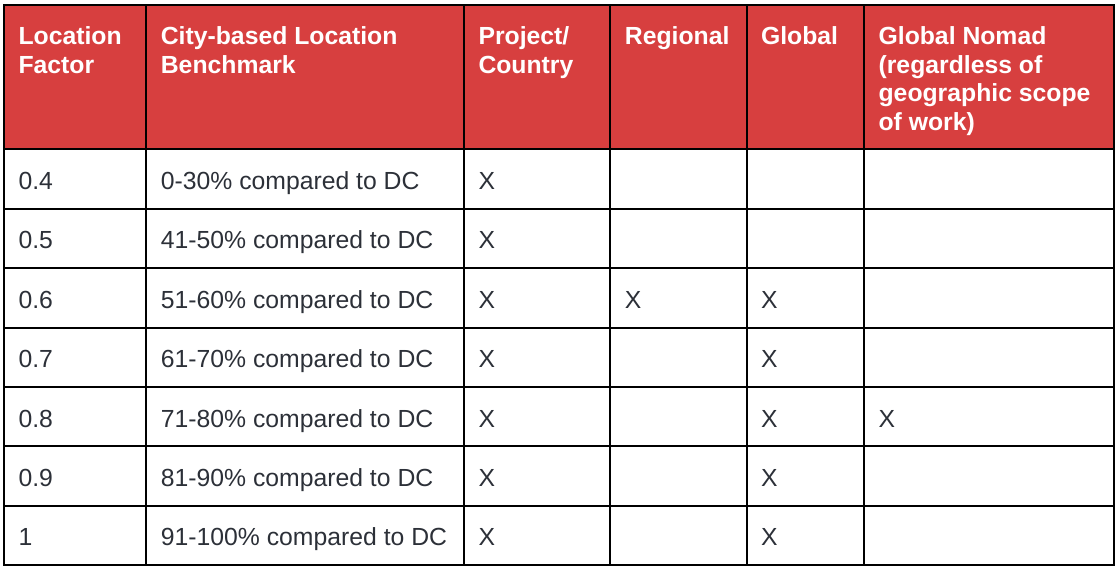 Location Factor | City-based Location Benchmark | Project/ Country | Regional | Global | Global Nomad (regardless of geographic scope of work)
0.4 | 0-30% compared to DC | X | | |
0.5 | 41-50% compared to DC | X | | |
0.6 | 51-60% compared to DC | X | X | X |
0.7 | 61-70% compared to DC | X | | X |
0.8 | 71-80% compared to DC | X | | X | X
0.9 | 81-90% compared to DC | X | | X |
1 | 91-100% compared to DC | X | | X |